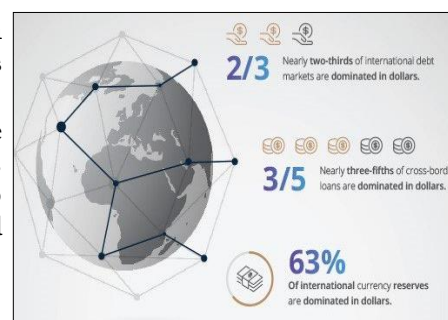 2/3
Nearly two-thirds of international debt
markets are dominated in dollars.
3/5
Nearly three-fifths of cross-bord
loans are dominated in dollars.
63%
Of international currency reserves
are dominated in dollars.